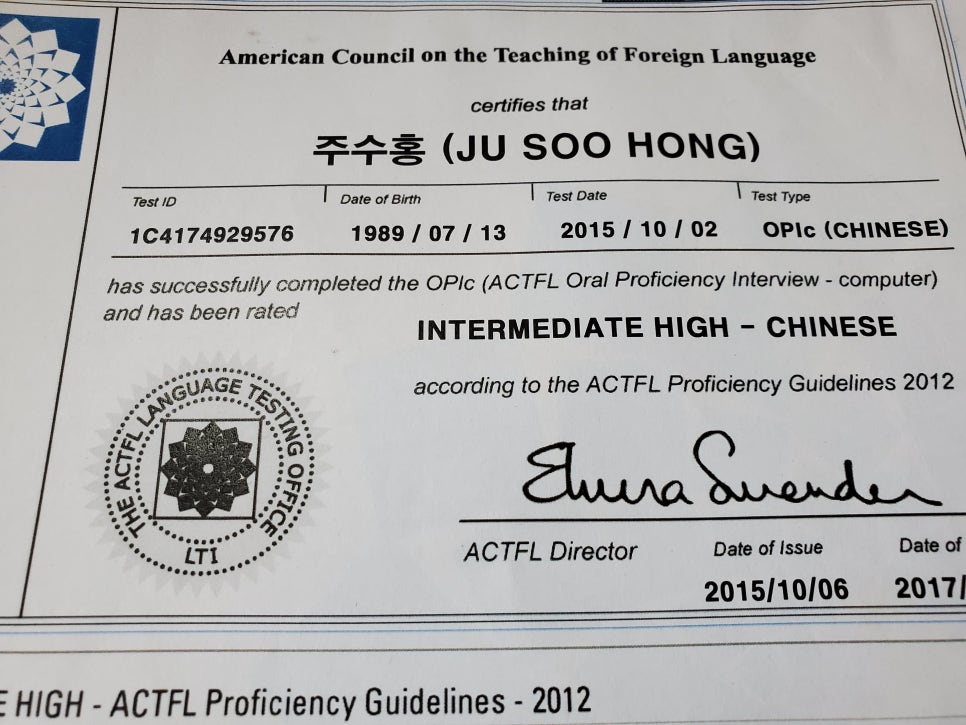 American Council on the Teaching of Foreign Language
certifies that
주수홍 (JU SOO HONG)
Test ID Date of Birth Test Date Test Type
1C4174929576 1989 / 07 / 13 2015 / 10 / 02 OPIc (CHINESE)
has successfully completed the OPIc (ACTFL Oral Proficiency Interview - computer)
and has been rated
INTERMEDIATE HIGH – CHINESE
according to the ACTFL Proficiency Guidelines 2012
THE ACTFL LANGUAGE TESTING OFFICE
LTI
Elvira Swender
ACTFL Director Date of Issue Date of
2015/10/06 2017/
E HIGH - ACTFL Proficiency Guidelines - 2012